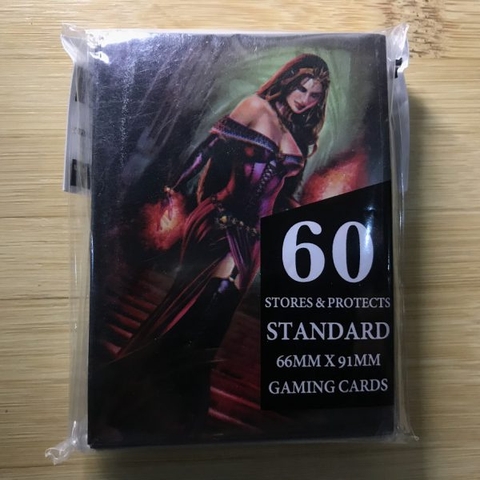 60
STORES & PROTECTS
STANDARD
66MM X 91MM
GAMING CARDS